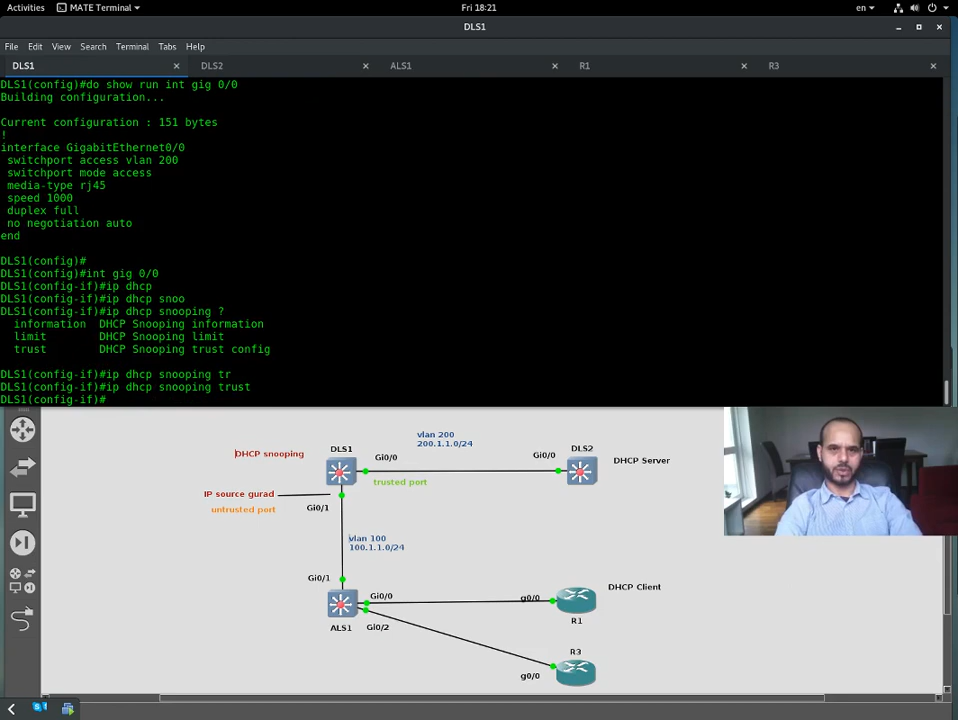 Activities
MATE Terminal
Fri 18:21
en
DLS1
File Edit View Search Terminal Tabs Help
DLS1
DLS2
ALS1
R1
R3
DLS1(config)#do show run int gig 0/0
Building configuration...
Current configuration : 151 bytes
!
interface GigabitEthernet0/0
switchport access vlan 200
switchport mode access
media-type rj45
speed 1000
duplex full
no negotiation auto
end
DLS1(config)#
DLS1(config)#int gig 0/0
DLS1(config-if)#ip dhcp
DLS1(config-if)#ip dhcp snoo
DLS1(config-if)#ip dhcp snooping ?
information DHCP Snooping information
limit DHCP Snooping limit
trust DHCP Snooping trust config
DLS1(config-if)#ip dhcp snooping tr
DLS1(config-if)#ip dhcp snooping trust
DLS1(config-if)#
DHCP snooping
DLS1
vlan 200
200.1.1.0/24
Gi0/0
Gi0/0
DLS2
DHCP Server
trusted port
IP source gurad
untrusted port
Gi0/1
vlan 100
100.1.1.0/24
Gi0/1
Gi0/0
g0/0
DHCP Client
R1
ALS1
Gi0/2
R3
g0/0